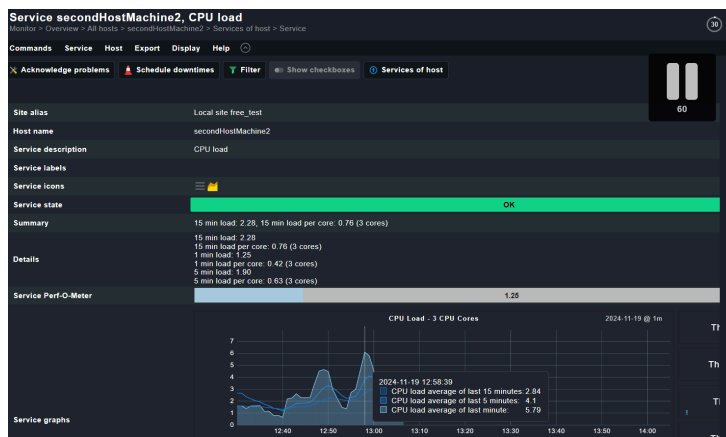 Service secondHostMachine2, CPU load
Monitor > Overview > All hosts > secondHostMachine2 > Services of host > Service
30
Commands Service Host Export Display Help
Acknowledge problems Schedule downtimes Filter Show checkboxes Services of host
60
Site alias Local site free_test
Host name secondHostMachine2
Service description CPU load
Service labels
Service icons
Service state OK
Summary 15 min load: 2.28, 15 min load per core: 0.76 (3 cores)
Details
15 min load: 2.28
15 min load per core: 0.76 (3 cores)
1 min load: 1.25
1 min load per core: 0.42 (3 cores)
5 min load: 1.90
5 min load per core: 0.63 (3 cores)
Service Perf-O-Meter 1.25
CPU Load - 3 CPU Cores 2024-11-19 @ 1m
7
6
5
4
3
2
1
0
2024-11-19 12:58:39
CPU load average of last 15 minutes: 2.84
CPU load average of last 5 minutes: 4.1
CPU load average of last minute: 5.79
Service graphs
12:40 12:50 13:00 13:10 13:20 13:30 13:40 13:50 14:00
Th